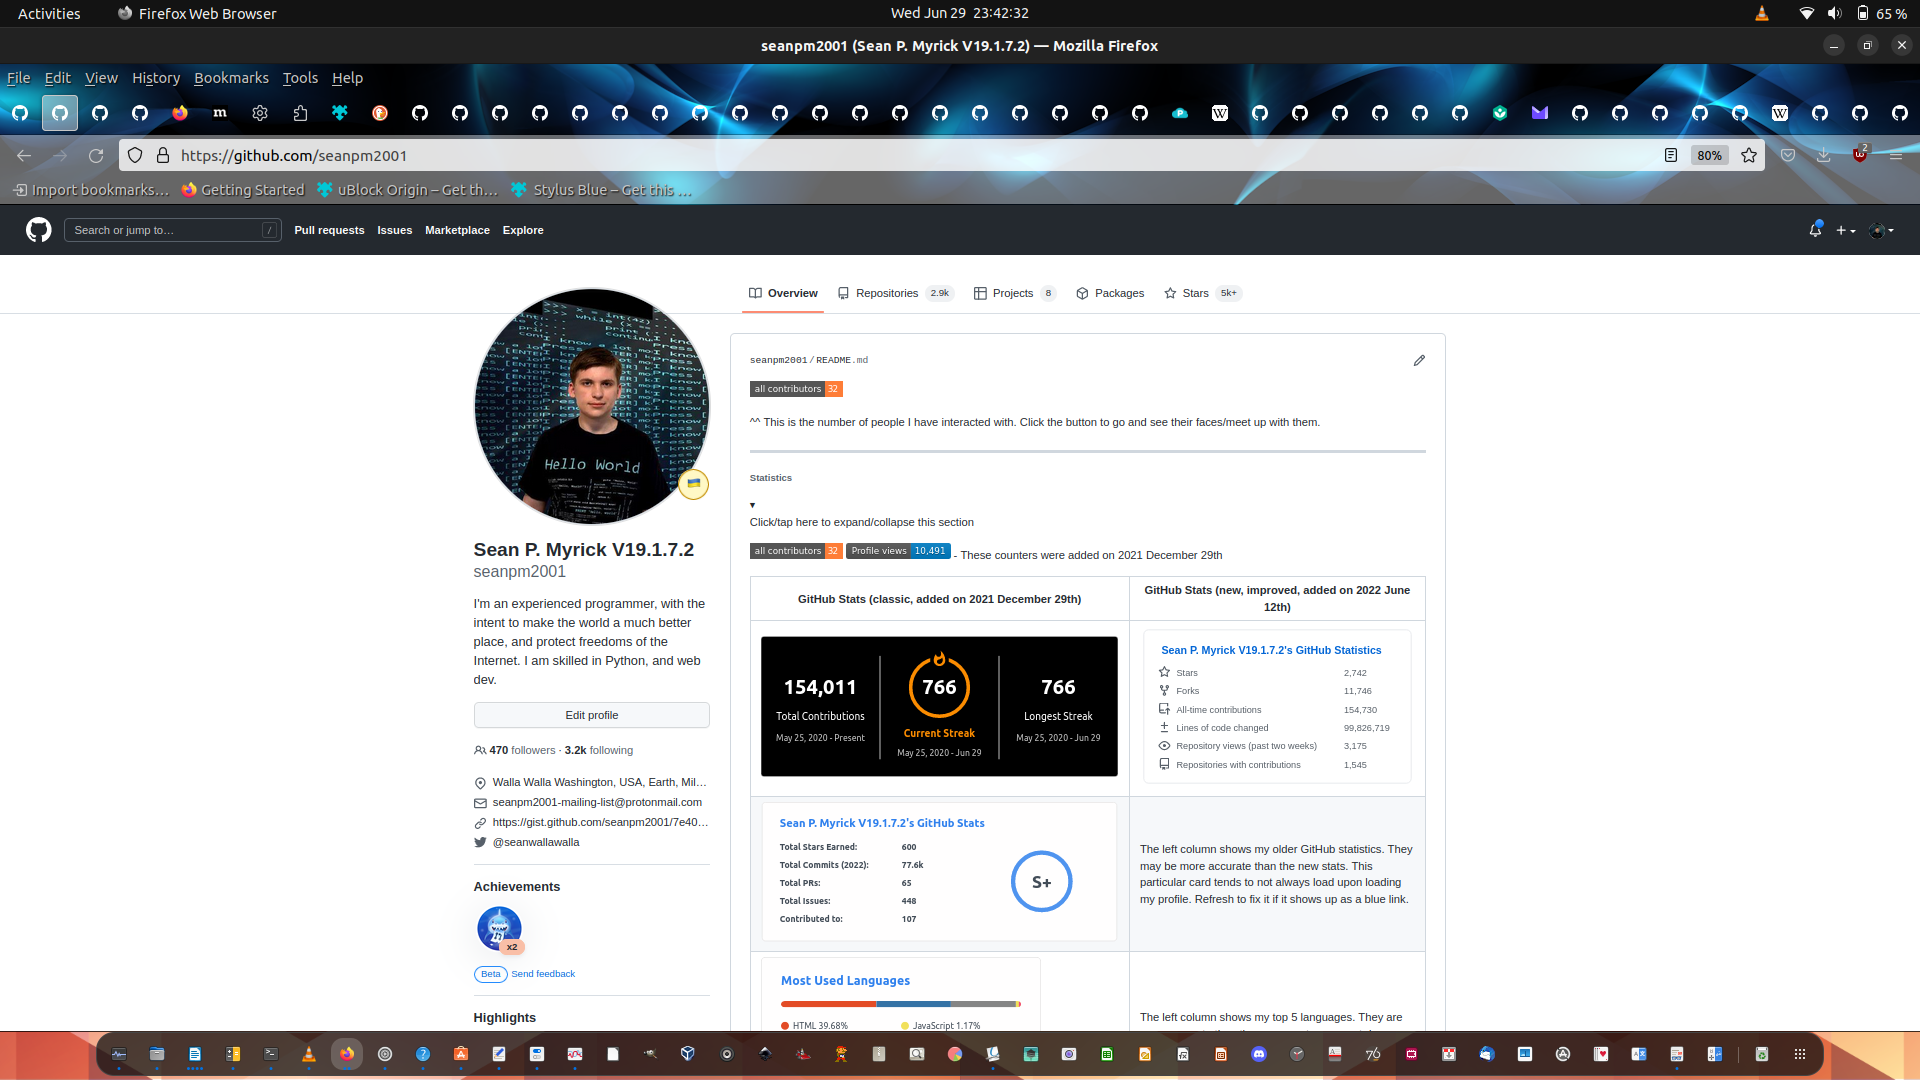 Activities
Firefox Web Browser
Wed Jun 29 23:42:32
65 %
seanpm2001 (Sean P. Myrick V19.1.7.2) — Mozilla Firefox
File Edit View History Bookmarks Tools Help
https://github.com/seanpm2001
80%
2
Import bookmarks…
Getting Started
uBlock Origin – Get th…
Stylus Blue – Get this …
Search or jump to…
/
Pull requests
Issues
Marketplace
Explore
Overview
Repositories 2.9k
Projects 8
Packages
Stars 5k+
Hello World
Sean P. Myrick V19.1.7.2
seanpm2001
I'm an experienced programmer, with the
intent to make the world a much better
place, and protect freedoms of the
Internet. I am skilled in Python, and web
dev.
Edit profile
470 followers · 3.2k following
Walla Walla Washington, USA, Earth, Mil…
seanpm2001-mailing-list@protonmail.com
https://gist.github.com/seanpm2001/7e40…
@seanwallawalla
Achievements
x2
Beta Send feedback
Highlights
seanpm2001/README.md
all contributors 32
^^ This is the number of people I have interacted with. Click the button to go and see their faces/meet up with them.
Statistics
▾
Click/tap here to expand/collapse this section
all contributors 32 Profile views 10,491 - These counters were added on 2021 December 29th
GitHub Stats (classic, added on 2021 December 29th)
GitHub Stats (new, improved, added on 2022 June
12th)
154,011
Total Contributions
May 25, 2020 - Present
766
Current Streak
May 25, 2020 - Jun 29
766
Longest Streak
May 25, 2020 - Jun 29
Sean P. Myrick V19.1.7.2's GitHub Statistics
Stars 2,742
Forks 11,746
All-time contributions 154,730
Lines of code changed 99,826,719
Repository views (past two weeks) 3,175
Repositories with contributions 1,545
Sean P. Myrick V19.1.7.2's GitHub Stats
Total Stars Earned: 600
Total Commits (2022): 77.6k
Total PRs: 65
Total Issues: 448
Contributed to: 107
S+
The left column shows my older GitHub statistics. They
may be more accurate than the new stats. This
particular card tends to not always load upon loading
my profile. Refresh to fix it if it shows up as a blue link.
Most Used Languages
HTML 39.68%
JavaScript 1.17%
The left column shows my top 5 languages. They are